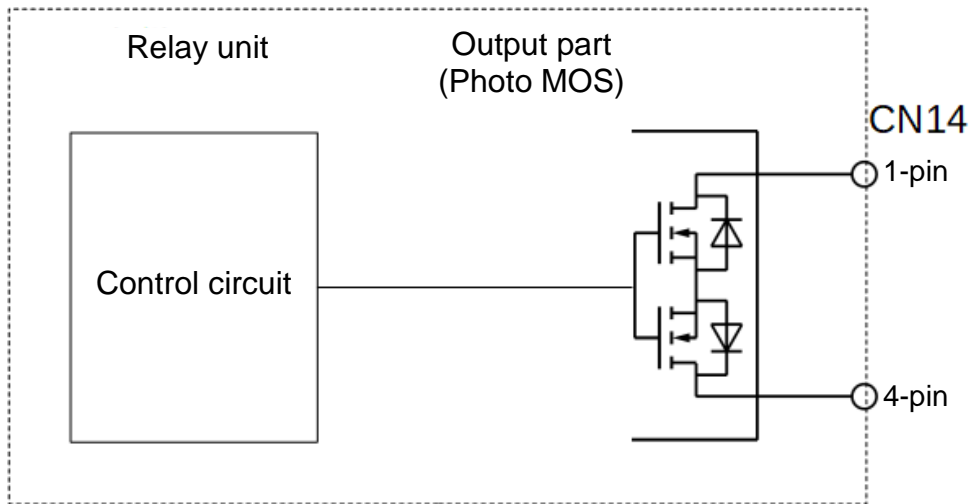 Relay unit
Output part
(Photo MOS)
CN14
1-pin
Control circuit
4-pin